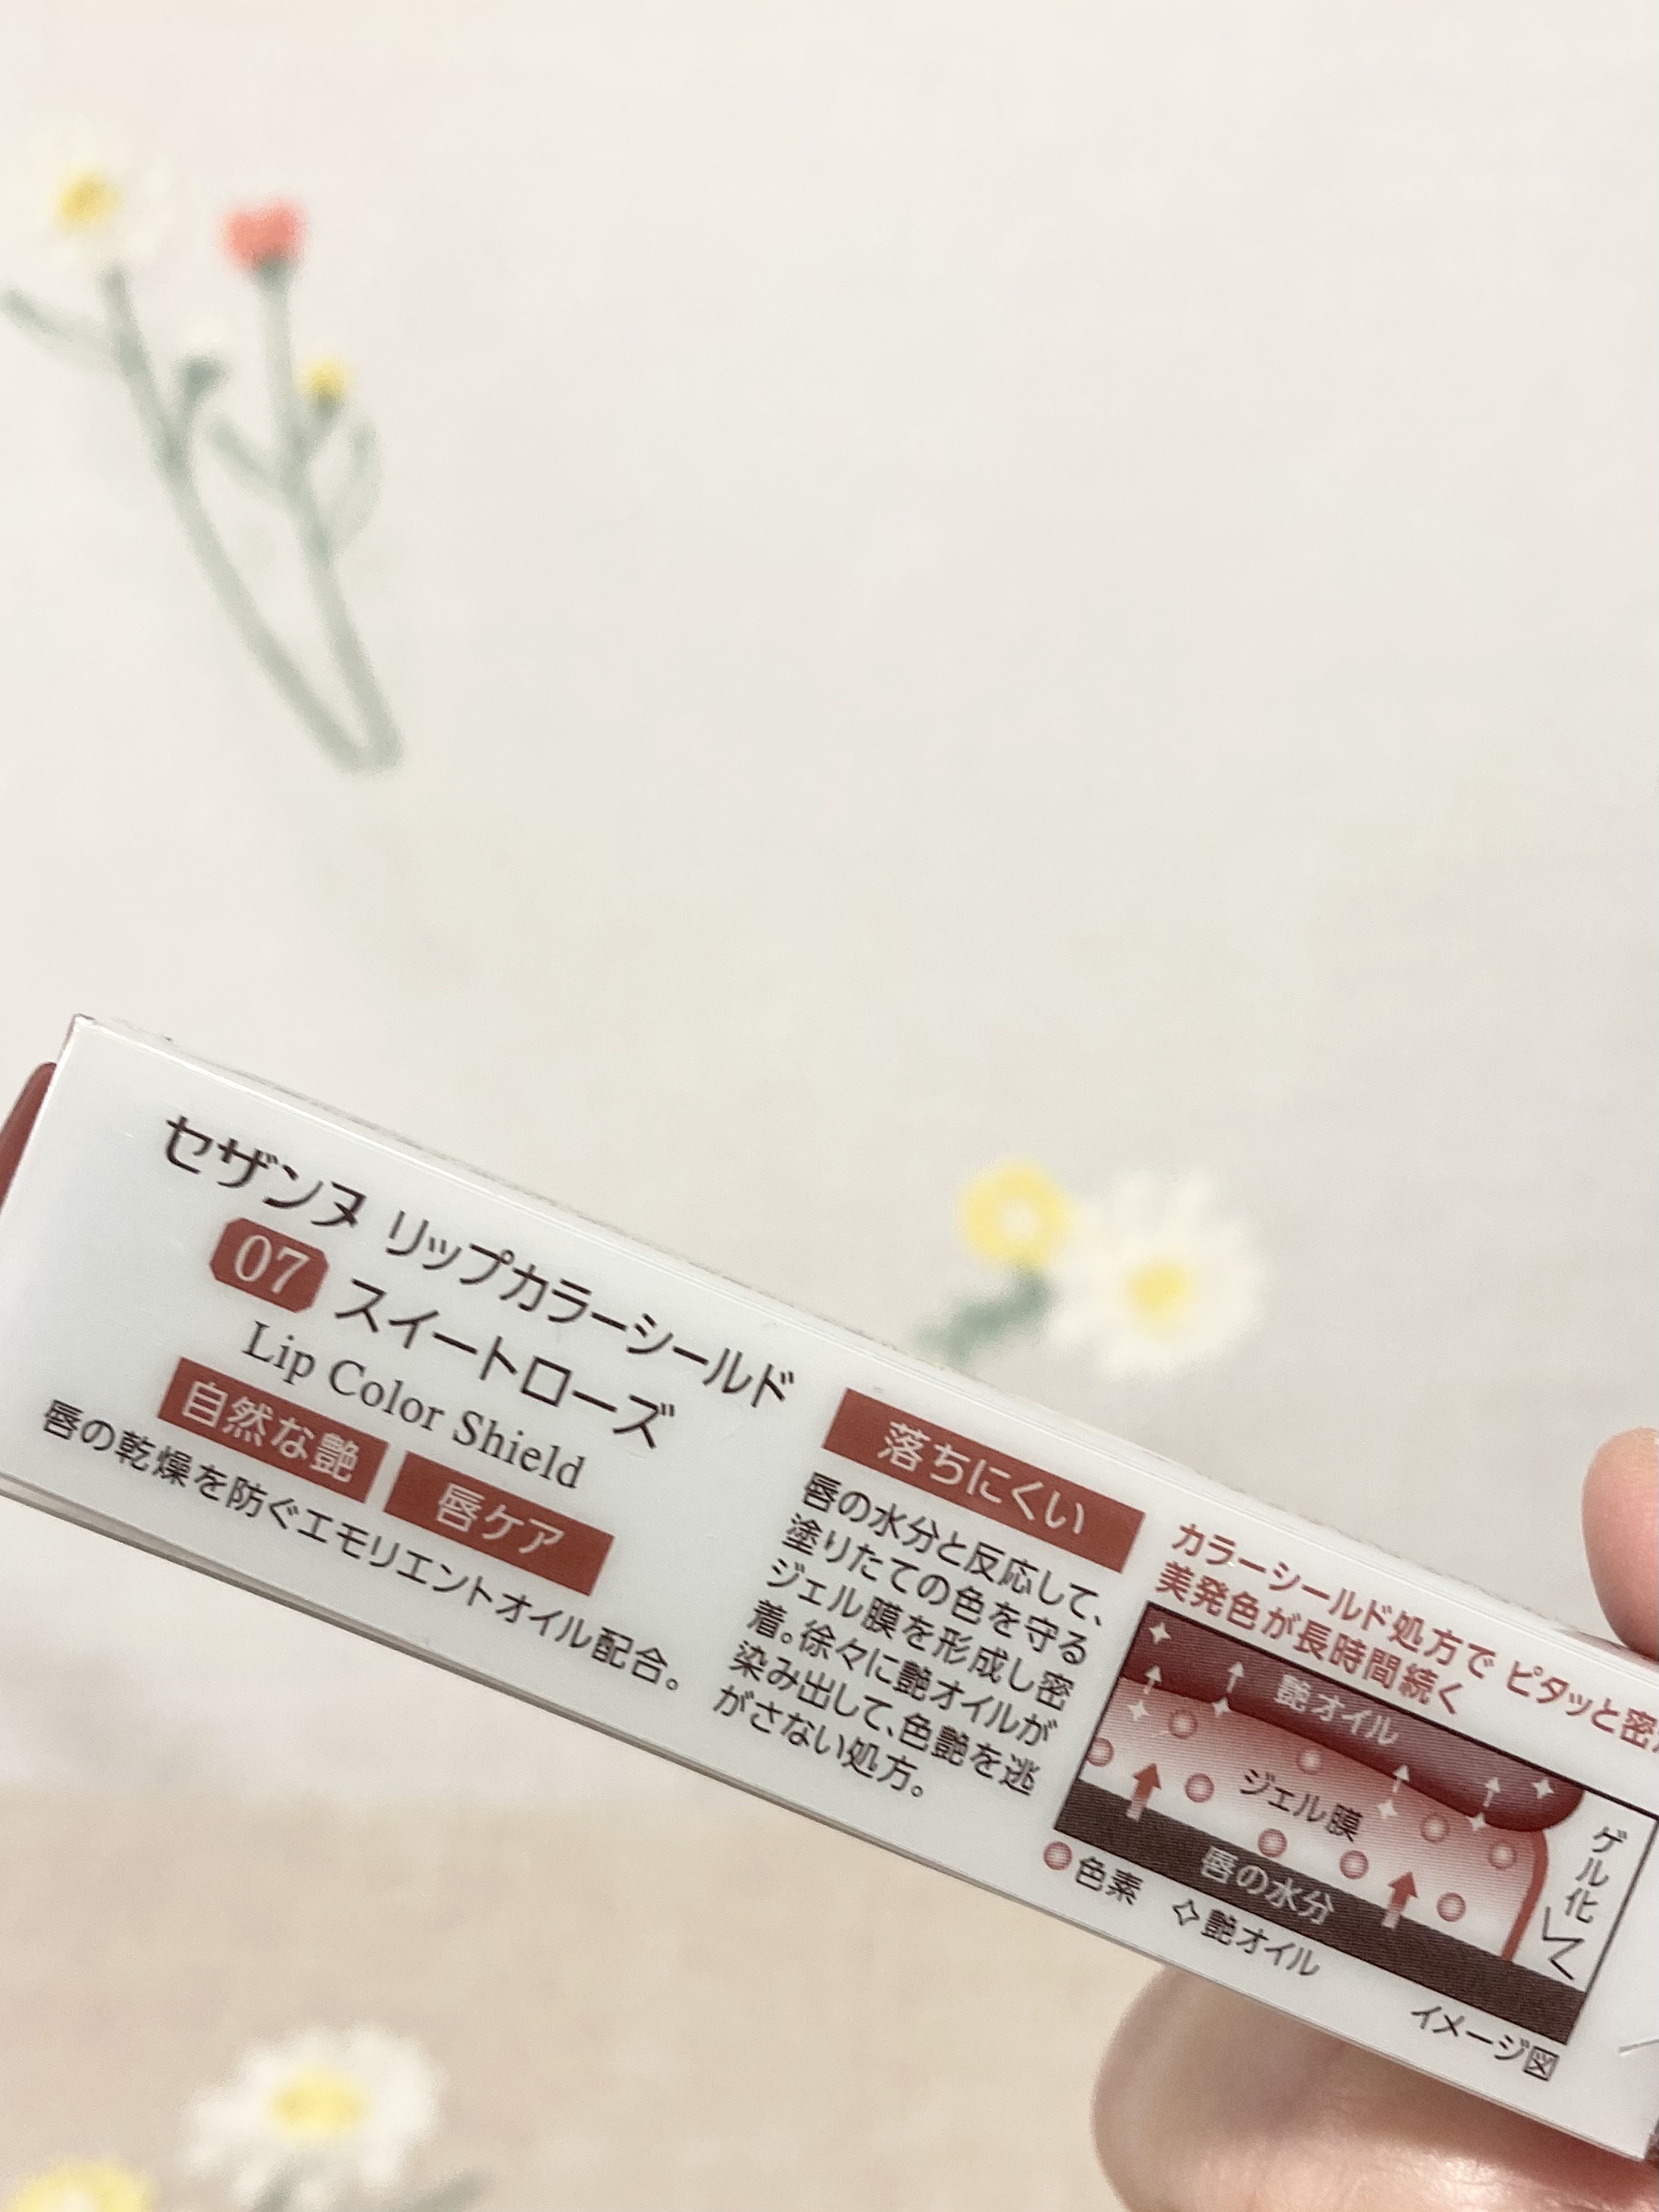 セザンヌ リップカラーシールド
07 スイートローズ
Lip Color Shield
自然な艶 唇ケア
唇の乾燥を防ぐエモリエントオイル配合。
落ちにくい
唇の水分と反応して、
塗りたての色を守る
ジェル膜を形成し密
着。徐々に艶オイルが
染み出して、色艶を逃
がさない処方。
カラーシールド処方で ピタッと密
美発色が長時間続く
艶オイル
ジェル膜
唇の水分
ゲル化
色素 艶オイル
イメージ図